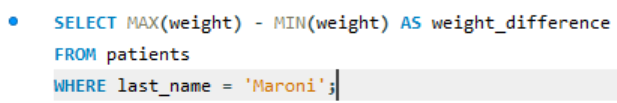 SELECT MAX(weight) - MIN(weight) AS weight_difference
FROM patients
WHERE last_name = 'Maroni';